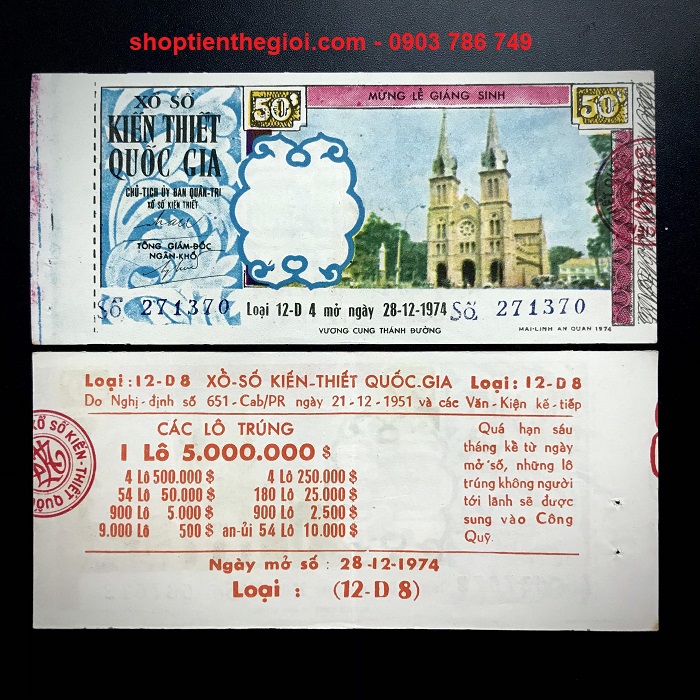 shoptienthegioi.com - 0903 786 749
XỔ SỐ
KIẾN THIẾT
QUỐC GIA
CHỦ-TỊCH ỦY BAN QUẢN-TRỊ
XỔ SỐ KIẾN THIẾT
TỔNG GIÁM-ĐỐC
NGÂN-KHỐ
50$
MỪNG LỄ GIÁNG SINH
50$
Số 271370 Loại 12-D 4 mở ngày 28-12-1974 Số 271370
VƯƠNG CUNG THÁNH ĐƯỜNG
MAI-LINH AN QUAN 1974
Loại: 12-D 8 XỔ-SỐ KIẾN-THIẾT QUỐC.GIA Loại: 12-D 8
Do Nghị-định số 651-Cab/PR ngày 21-12-1951 và các Văn-Kiện kế-tiếp
XỔ SỐ KIẾN-THIẾT QUỐC
CÁC LÔ TRÚNG
1 Lô 5.000.000 $
4 Lô 500.000 $ 4 Lô 250.000 $
54 Lô 50.000 $ 180 Lô 25.000 $
900 Lô 5.000 $ 900 Lô 2.500 $
9.000 Lô 500 $ an-ủi 54 Lô 10.000 $
Quá hạn sáu
tháng kể từ ngày
mở số, những lô
trúng không người
tới lãnh sẽ được
sung vào Công
Quỹ.
Ngày mở số : 28-12-1974
Loại : (12-D 8)